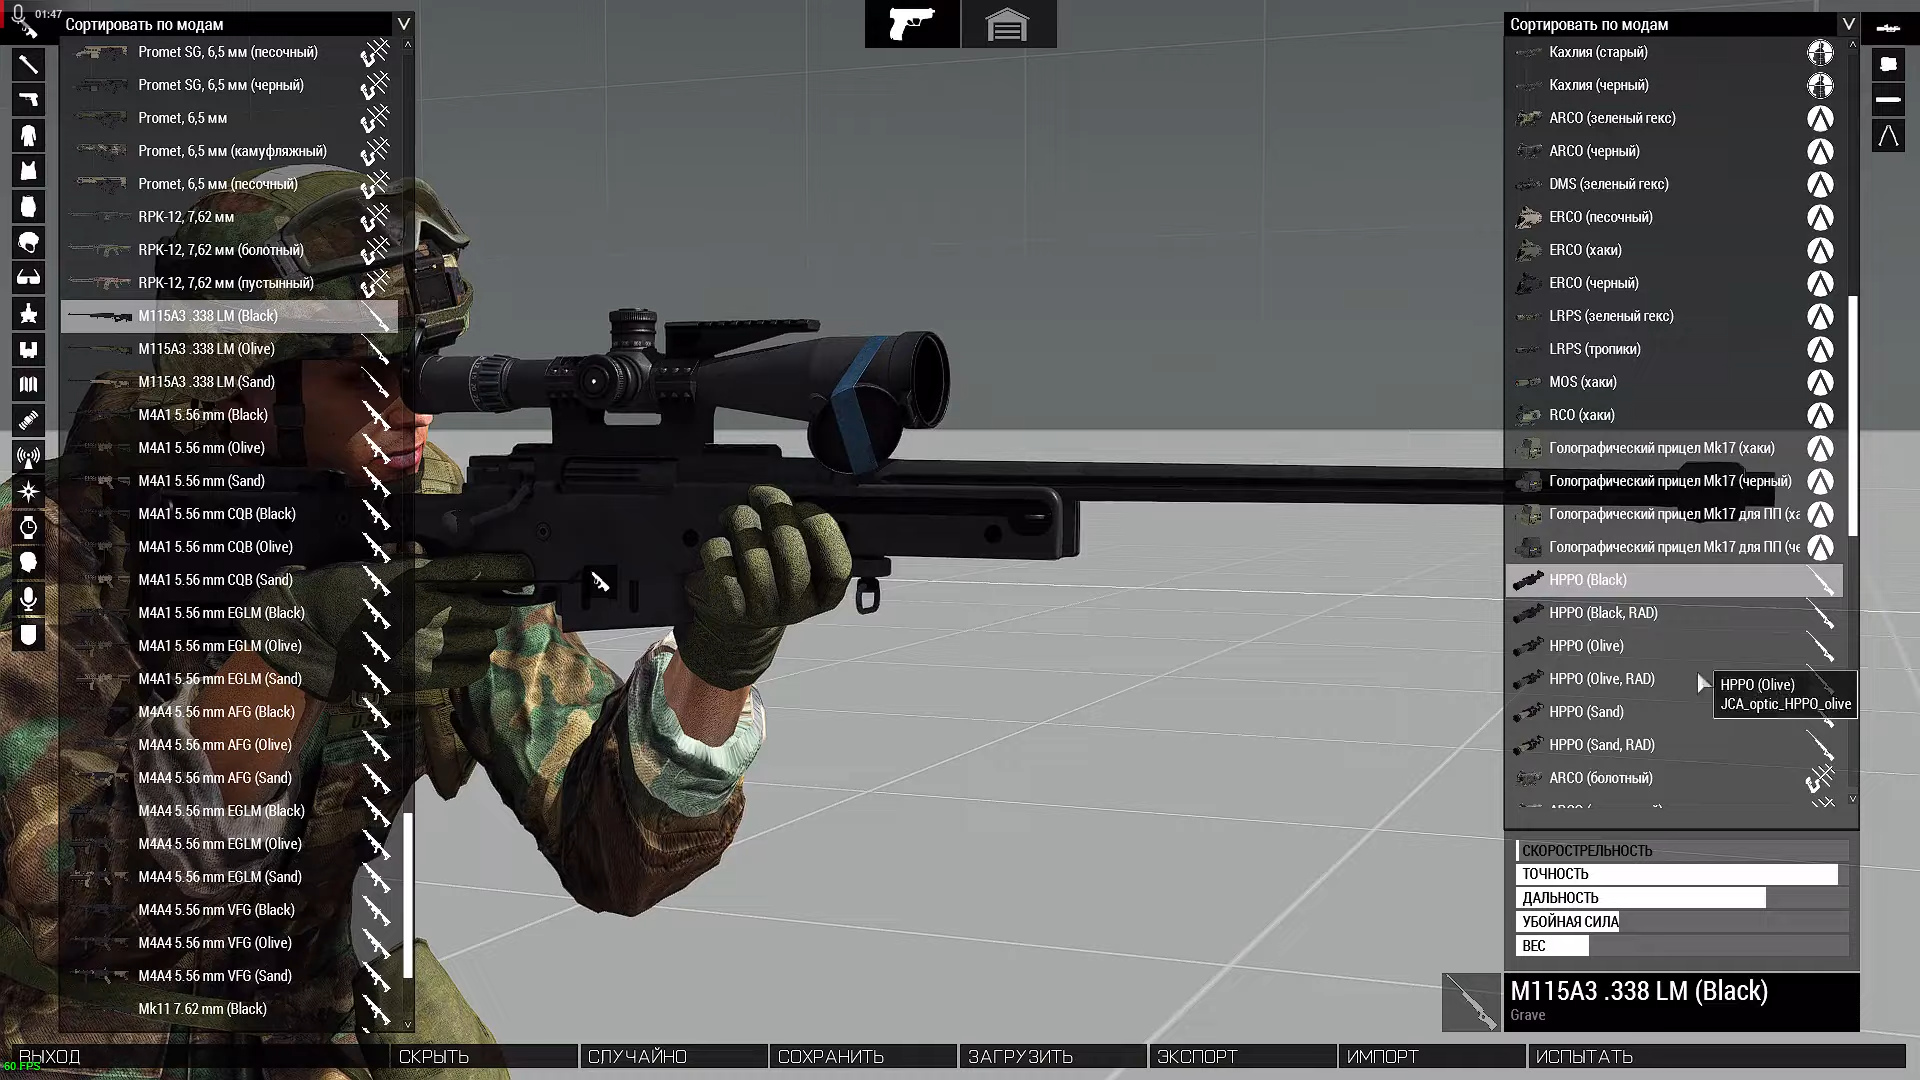 01:47
Сортировать по модам
Promet SG, 6,5 мм (песочный)
Promet SG, 6,5 мм (черный)
Promet, 6,5 мм
Promet, 6,5 мм (камуфляжный)
Promet, 6,5 мм (песочный)
RPK-12, 7,62 мм
RPK-12, 7,62 мм (болотный)
RPK-12, 7,62 мм (пустынный)
M115A3 .338 LM (Black)
M115A3 .338 LM (Olive)
M115A3 .338 LM (Sand)
M4A1 5.56 mm (Black)
M4A1 5.56 mm (Olive)
M4A1 5.56 mm (Sand)
M4A1 5.56 mm CQB (Black)
M4A1 5.56 mm CQB (Olive)
M4A1 5.56 mm CQB (Sand)
M4A1 5.56 mm EGLM (Black)
M4A1 5.56 mm EGLM (Olive)
M4A1 5.56 mm EGLM (Sand)
M4A4 5.56 mm AFG (Black)
M4A4 5.56 mm AFG (Olive)
M4A4 5.56 mm AFG (Sand)
M4A4 5.56 mm EGLM (Black)
M4A4 5.56 mm EGLM (Olive)
M4A4 5.56 mm EGLM (Sand)
M4A4 5.56 mm VFG (Black)
M4A4 5.56 mm VFG (Olive)
M4A4 5.56 mm VFG (Sand)
Mk11 7.62 mm (Black)
Сортировать по модам
Кахлия (старый)
Кахлия (черный)
ARCO (зеленый гекс)
ARCO (черный)
DMS (зеленый гекс)
ERCO (песочный)
ERCO (хаки)
ERCO (черный)
LRPS (зеленый гекс)
LRPS (тропики)
MOS (хаки)
RCO (хаки)
Голографический прицел Mk17 (хаки)
Голографический прицел Mk17 (черный)
Голографический прицел Mk17 для ПП (ха
Голографический прицел Mk17 для ПП (че
HPPO (Black)
HPPO (Black, RAD)
HPPO (Olive)
HPPO (Olive, RAD)
HPPO (Sand)
HPPO (Sand, RAD)
ARCO (болотный)
HPPO (Olive)
JCA_optic_HPPO_olive
СКОРОСТРЕЛЬНОСТЬ
ТОЧНОСТЬ
ДАЛЬНОСТЬ
УБОЙНАЯ СИЛА
ВЕС
M115A3 .338 LM (Black)
Grave
ВЫХОД
СКРЫТЬ
СЛУЧАЙНО
СОХРАНИТЬ
ЗАГРУЗИТЬ
ЭКСПОРТ
ИМПОРТ
ИСПЫТАТЬ
60 FPS